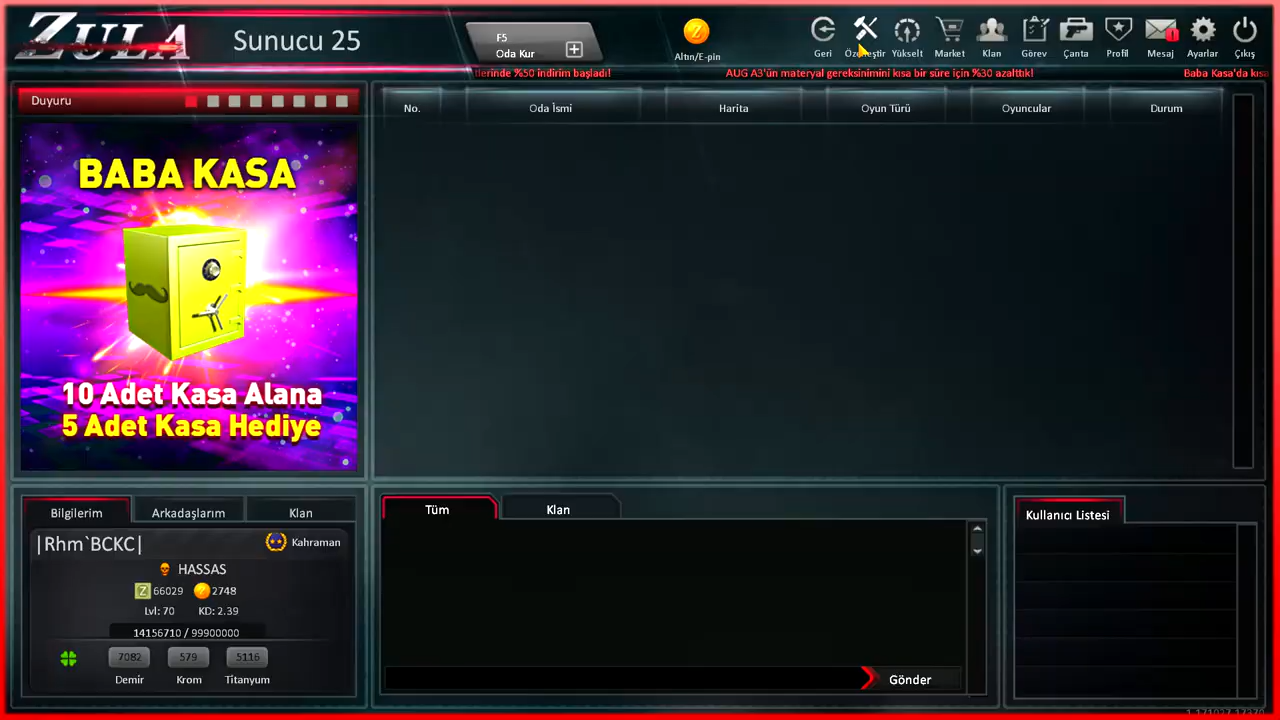 ZULA
Sunucu 25
F5
Oda Kur
Altın/E-pin
Geri
Özelleştir
Yükselt
Market
Klan
Görev
Çanta
Profil
Mesaj
Ayarlar
Çıkış
%50 indirim başladı!
AUG A3'ün materyal gereksinimini kısa bir süre için %30 azalttık!
Baba Kasa'da kısa
Duyuru
No.
Oda İsmi
Harita
Oyun Türü
Oyuncular
Durum
BABA KASA
10 Adet Kasa Alana
5 Adet Kasa Hediye
Bilgilerim
Arkadaşlarım
Klan
|Rhm`BCKC|
Kahraman
HASSAS
66029
2748
Lvl: 70
KD: 2.39
14156710 / 99900000
7082
579
5116
Demir
Krom
Titanyum
Tüm
Klan
Gönder
Kullanıcı Listesi